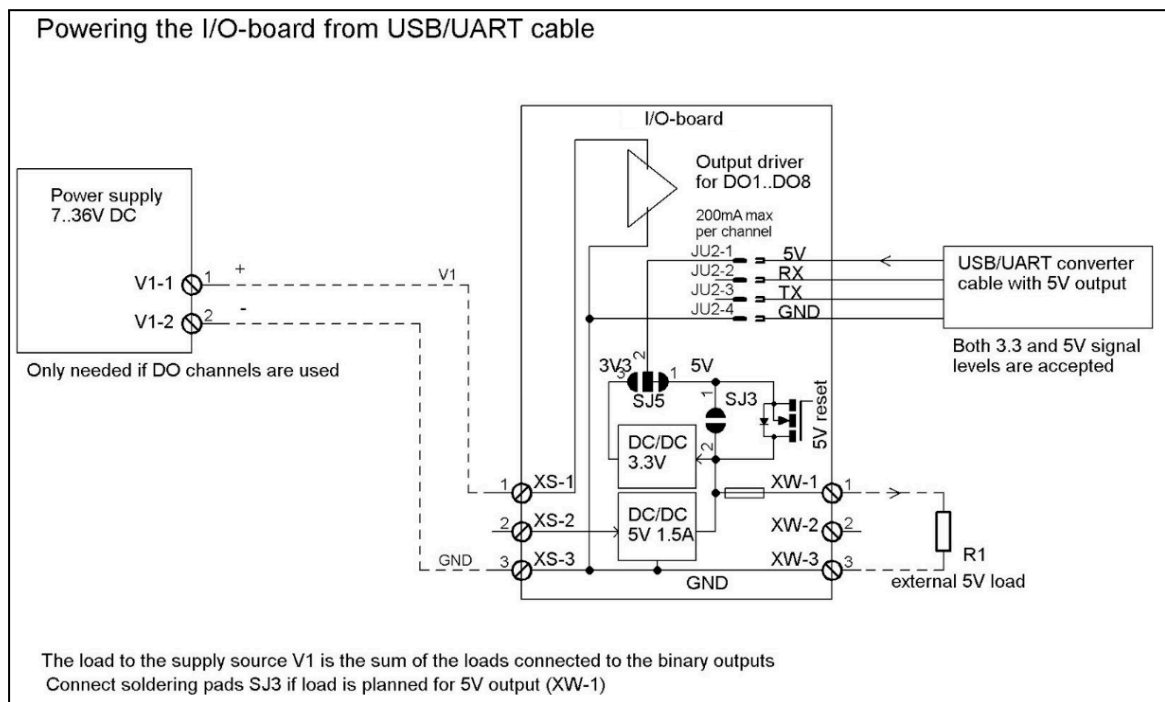 Powering the I/O-board from USB/UART cable
I/O-board
Power supply
7..36V DC
V1-1
1
+
V1-2
2
-
Only needed if DO channels are used
V1
GND
Output driver
for DO1..DO8
200mA max
per channel
JU2-1
5V
JU2-2
RX
JU2-3
TX
JU2-4
GND
USB/UART converter
cable with 5V output
Both 3.3 and 5V signal
levels are accepted
3V3
3
2
1
5V
SJ5
1
SJ3
2
5V reset
DC/DC
3.3V
DC/DC
5V 1.5A
1
XS-1
2
XS-2
3
XS-3
GND
XW-1
1
XW-2
2
XW-3
3
R1
external 5V load
The load to the supply source V1 is the sum of the loads connected to the binary outputs
Connect soldering pads SJ3 if load is planned for 5V output (XW-1)